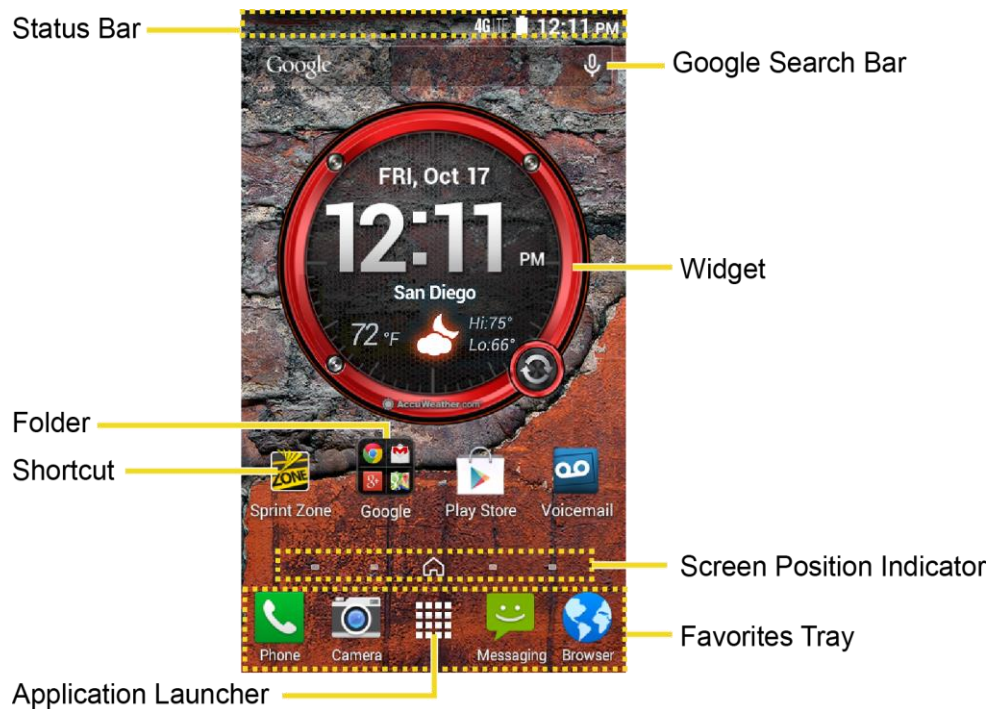 Status Bar
4G LTE 12:11 PM
Google
Google Search Bar
FRI, Oct 17
12:11 PM
Widget
San Diego
72 °F
Hi:75°
Lo:66°
AccuWeather.com
Folder
Shortcut
ZONE
Sprint Zone
Google
Play Store
Voicemail
Screen Position Indicator
Phone
Camera
Messaging
Browser
Favorites Tray
Application Launcher